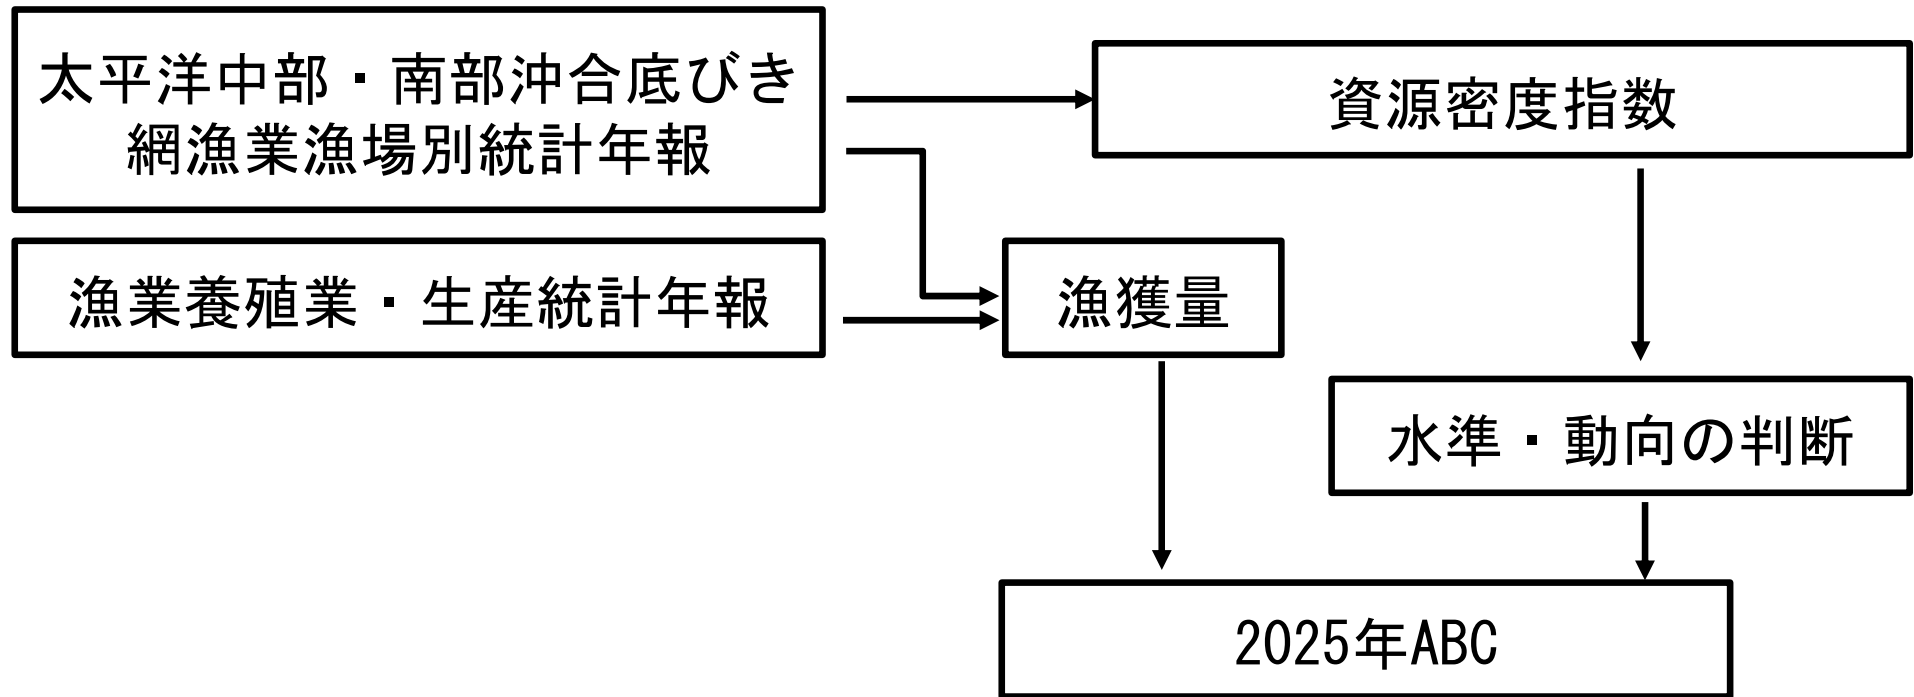 太平洋中部・南部沖合底びき
網漁業漁場別統計年報
資源密度指数
漁業養殖業・生産統計年報
漁獲量
水準・動向の判断
2025年ABC